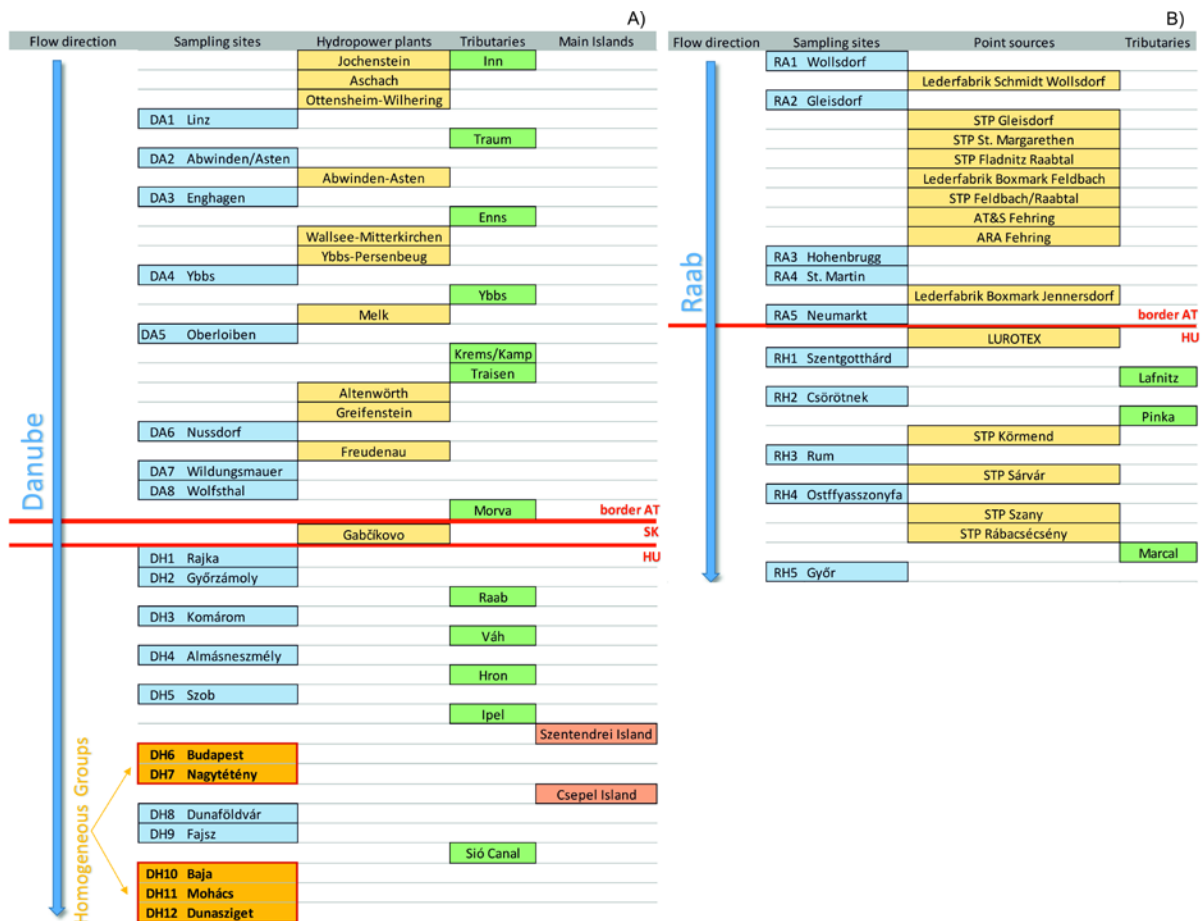 A)
Flow direction Sampling sites Hydropower plants Tributaries Main Islands
Jochenstein Inn
Aschach
Ottensheim-Wilhering
DA1 Linz
Traum
DA2 Abwinden/Asten
Abwinden-Asten
DA3 Enghagen
Enns
Wallsee-Mitterkirchen
Ybbs-Persenbeug
DA4 Ybbs
Ybbs
Melk
DA5 Oberloiben
Krems/Kamp
Traisen
Altenwörth
Greifenstein
DA6 Nussdorf
Freudenau
DA7 Wildungsmauer
DA8 Wolfsthal
Morva border AT
Gabčíkovo SK
HU
DH1 Rajka
DH2 Győrzámoly
Raab
DH3 Komárom
Váh
DH4 Almásneszmély
Hron
DH5 Szob
Ipel
Szentendrei Island
DH6 Budapest
DH7 Nagytétény
Csepel Island
DH8 Dunaföldvár
DH9 Fajsz
Sió Canal
DH10 Baja
DH11 Mohács
DH12 Dunasziget
Danube
Homogeneous Groups
B)
Flow direction Sampling sites Point sources Tributaries
RA1 Wollsdorf
Lederfabrik Schmidt Wollsdorf
RA2 Gleisdorf
STP Gleisdorf
STP St. Margarethen
STP Fladnitz Raabtal
Lederfabrik Boxmark Feldbach
STP Feldbach/Raabtal
AT&S Fehring
ARA Fehring
RA3 Hohenbrugg
RA4 St. Martin
Lederfabrik Boxmark Jennersdorf
RA5 Neumarkt border AT
LUROTEX HU
RH1 Szentgotthárd
Lafnitz
RH2 Csörötnek
Pinka
STP Körmend
RH3 Rum
STP Sárvár
RH4 Ostffyasszonyfa
STP Szany
STP Rábacsécsény
Marcal
RH5 Győr
Raab